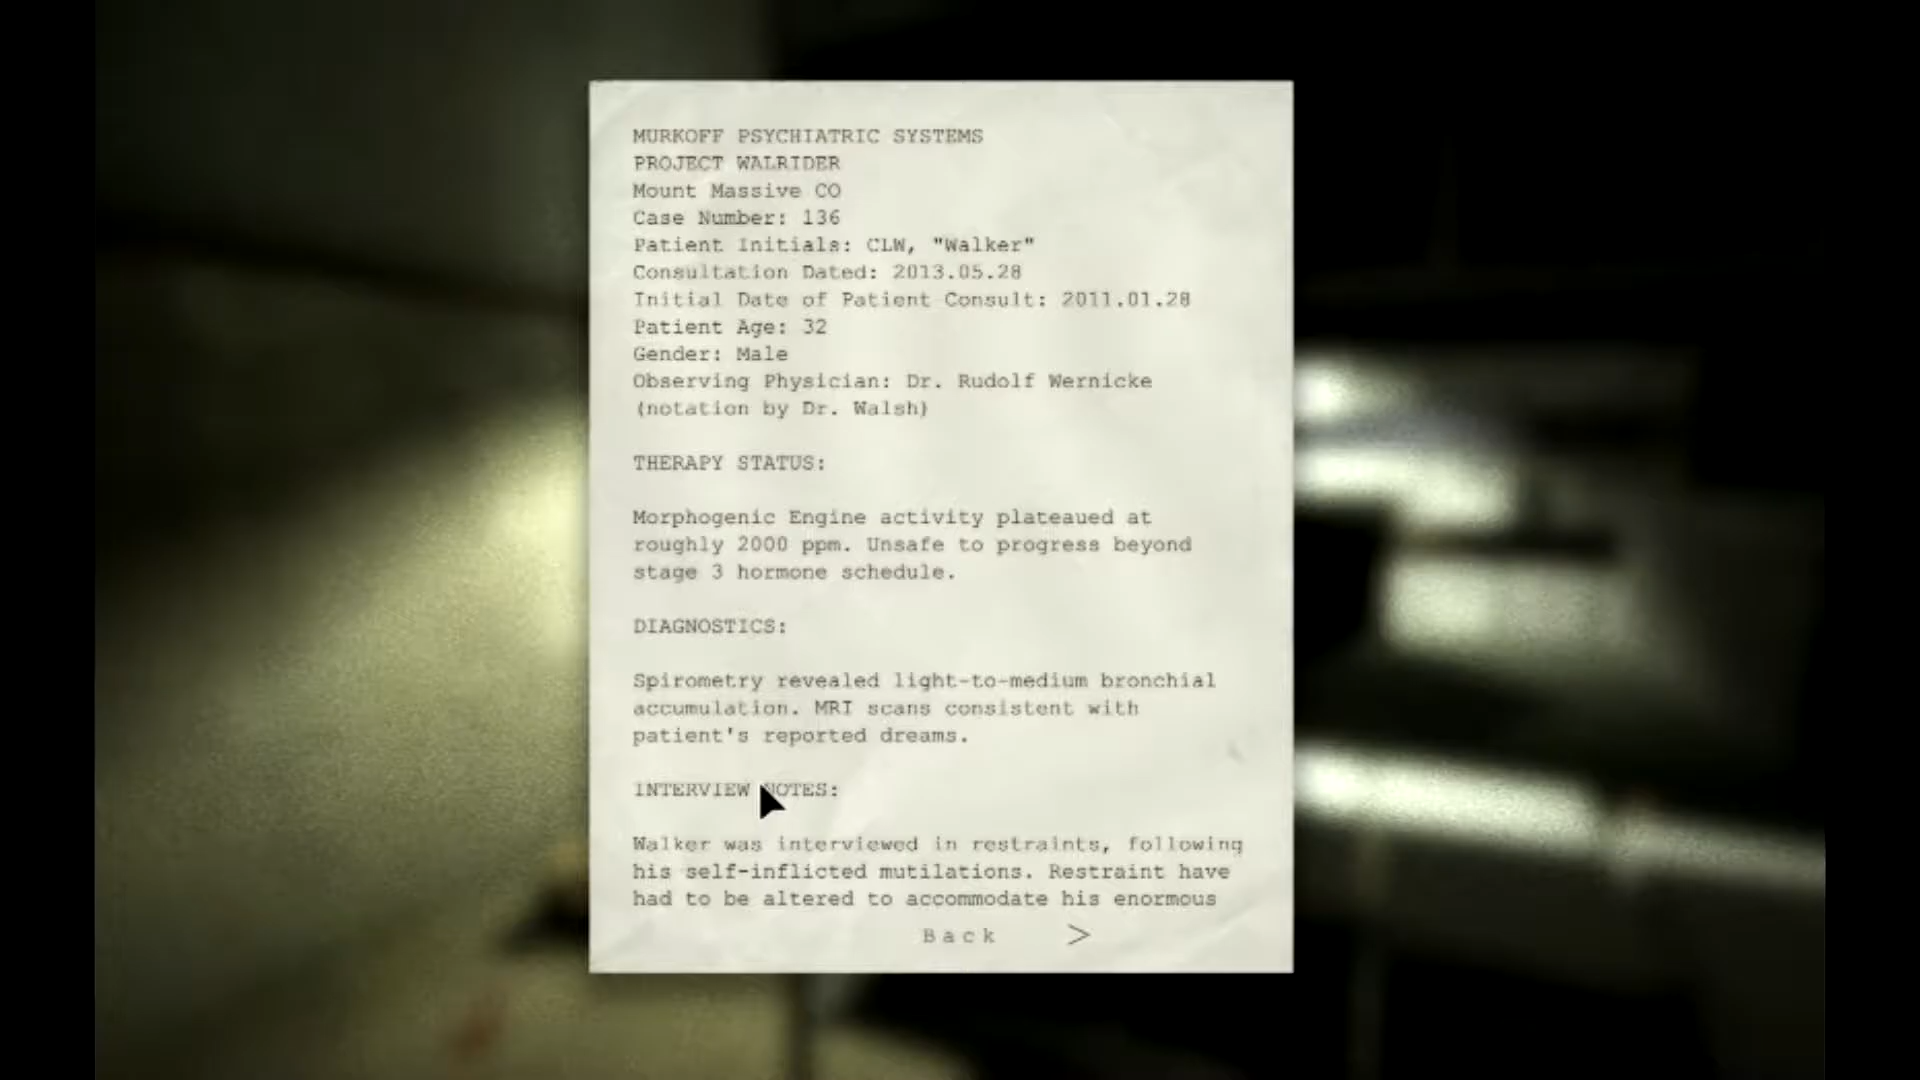 MURKOFF PSYCHIATRIC SYSTEMS
PROJECT WALRIDER
Mount Massive CO
Case Number: 136
Patient Initials: CLW, "Walker"
Consultation Dated: 2013.05.28
Initial Date of Patient Consult: 2011.01.28
Patient Age: 32
Gender: Male
Observing Physician: Dr. Rudolf Wernicke
(notation by Dr. Walsh)
THERAPY STATUS:
Morphogenic Engine activity plateaued at
roughly 2000 ppm. Unsafe to progress beyond
stage 3 hormone schedule.
DIAGNOSTICS:
Spirometry revealed light-to-medium bronchial
accumulation. MRI scans consistent with
patient's reported dreams.
INTERVIEW NOTES:
Walker was interviewed in restraints, following
his self-inflicted mutilations. Restraint have
had to be altered to accommodate his enormous
Back >